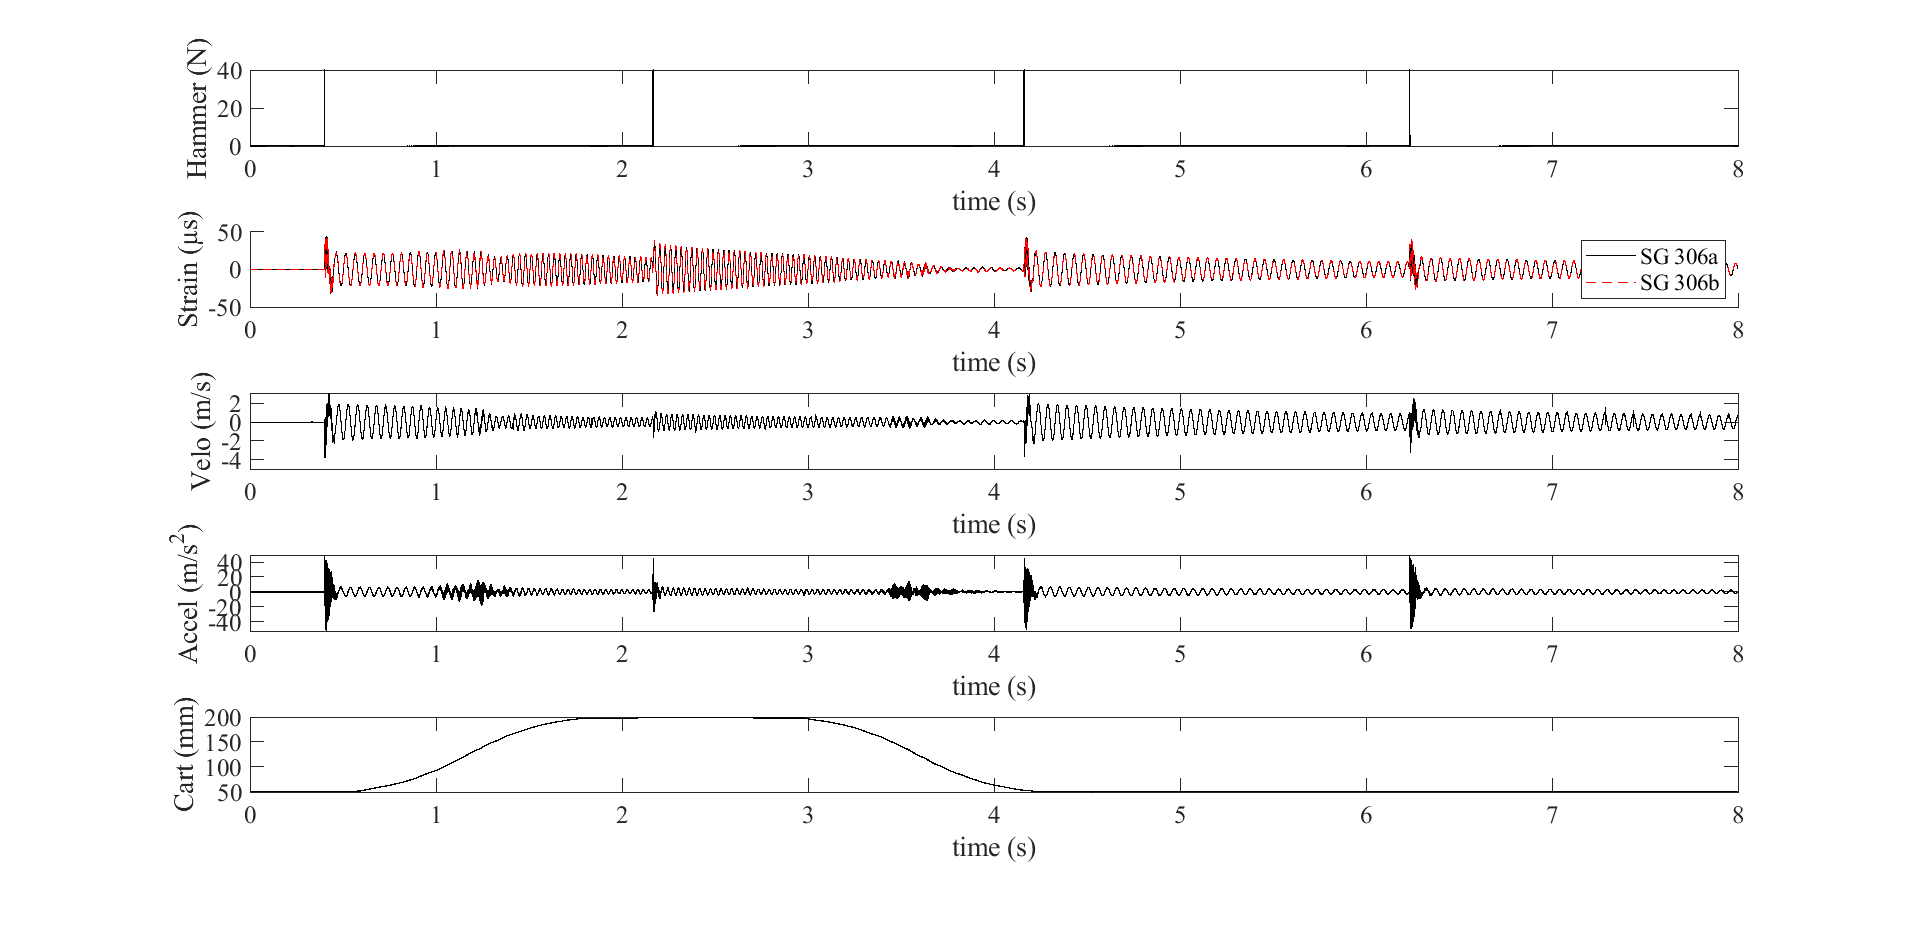 Hammer (N)
40
20
0
0 1 2 3 4 5 6 7 8
time (s)
Strain (μs)
50
0
-50
SG 306a
SG 306b
0 1 2 3 4 5 6 7 8
time (s)
Velo (m/s)
2
0
-2
-4
0 1 2 3 4 5 6 7 8
time (s)
Accel (m/s²)
40
20
0
-20
-40
0 1 2 3 4 5 6 7 8
time (s)
Cart (mm)
200
150
100
50
0 1 2 3 4 5 6 7 8
time (s)